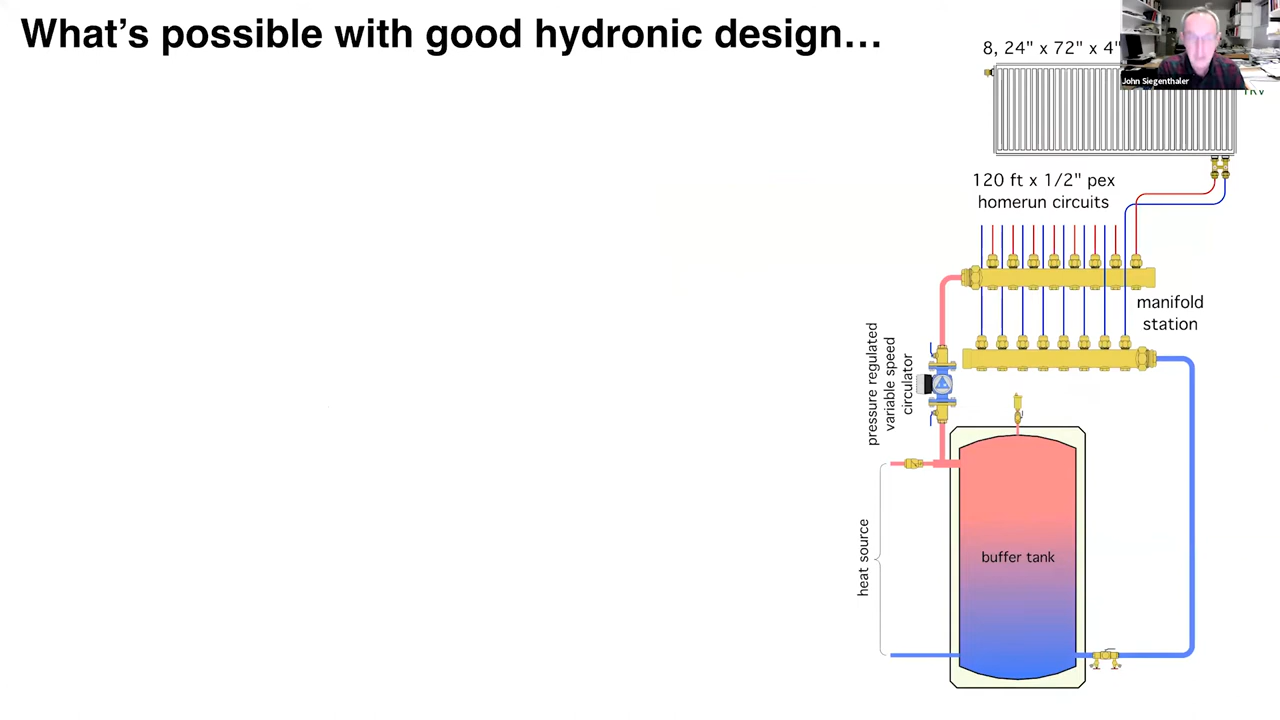 What's possible with good hydronic design…
8, 24" x 72" x 4"
John Siegenthaler
TRV
120 ft x 1/2" pex
homerun circuits
manifold
station
pressure regulated
variable speed
circulator
heat source
buffer tank